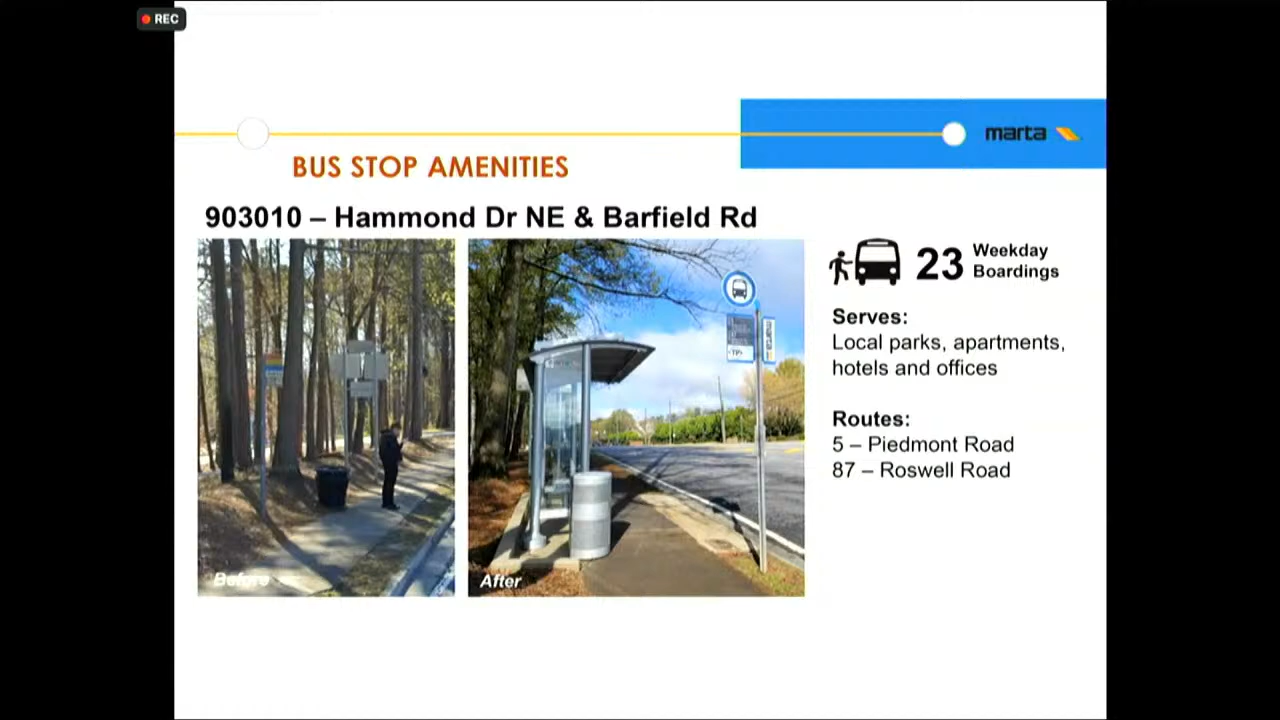 REC
marta
BUS STOP AMENITIES
903010 – Hammond Dr NE & Barfield Rd
23 Weekday
Boardings
Serves:
Local parks, apartments,
hotels and offices
Routes:
5 – Piedmont Road
87 – Roswell Road
marta
Before
After